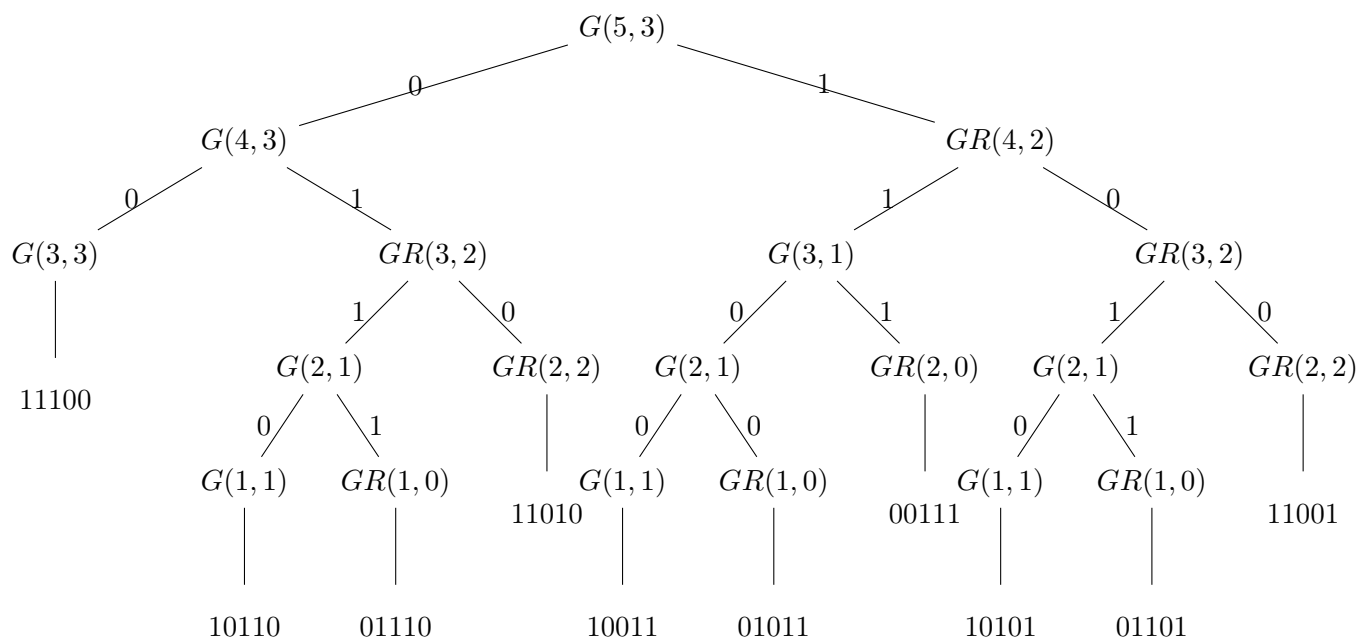 G(5, 3)
0 1
G(4, 3) GR(4, 2)
0 1 1 0
G(3, 3) GR(3, 2) G(3, 1) GR(3, 2)
1 0 0 1 1 0
G(2, 1) GR(2, 2) G(2, 1) GR(2, 0) G(2, 1) GR(2, 2)
11100
0 1 0 0 0 1
G(1, 1) GR(1, 0) G(1, 1) GR(1, 0) G(1, 1) GR(1, 0)
11010 00111 11001
10110 01110 10011 01011 10101 01101